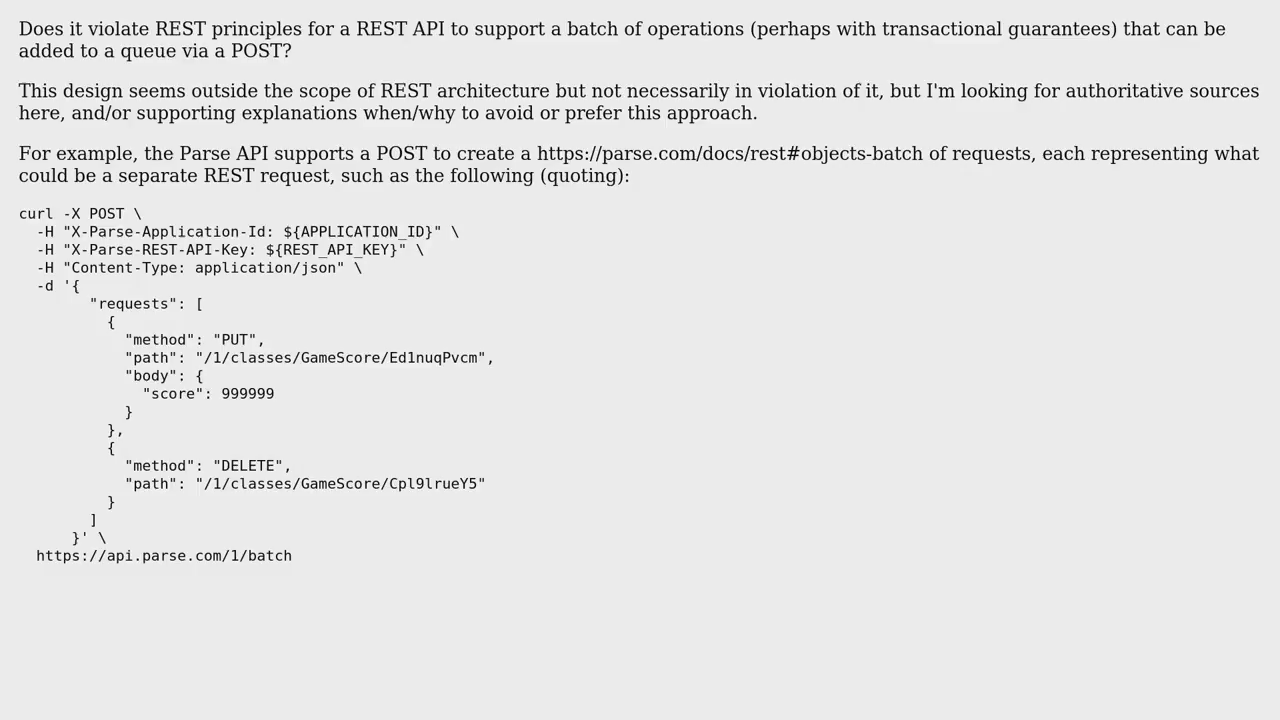 Does it violate REST principles for a REST API to support a batch of operations (perhaps with transactional guarantees) that can be
added to a queue via a POST?
This design seems outside the scope of REST architecture but not necessarily in violation of it, but I'm looking for authoritative sources
here, and/or supporting explanations when/why to avoid or prefer this approach.
For example, the Parse API supports a POST to create a https://parse.com/docs/rest#objects-batch of requests, each representing what
could be a separate REST request, such as the following (quoting):
curl -X POST \
  -H "X-Parse-Application-Id: ${APPLICATION_ID}" \
  -H "X-Parse-REST-API-Key: ${REST_API_KEY}" \
  -H "Content-Type: application/json" \
  -d '{
        "requests": [
          {
            "method": "PUT",
            "path": "/1/classes/GameScore/Ed1nuqPvcm",
            "body": {
              "score": 999999
            }
          },
          {
            "method": "DELETE",
            "path": "/1/classes/GameScore/Cpl9lrueY5"
          }
        ]
      }' \
  https://api.parse.com/1/batch